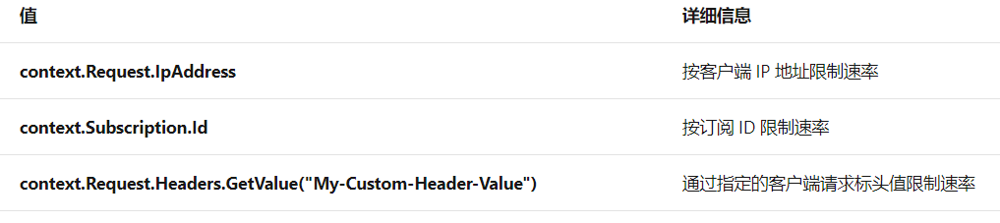 值 详细信息
context.Request.IpAddress 按客户端 IP 地址限制速率
context.Subscription.Id 按订阅 ID 限制速率
context.Request.Headers.GetValue("My-Custom-Header-Value") 通过指定的客户端请求标头值限制速率